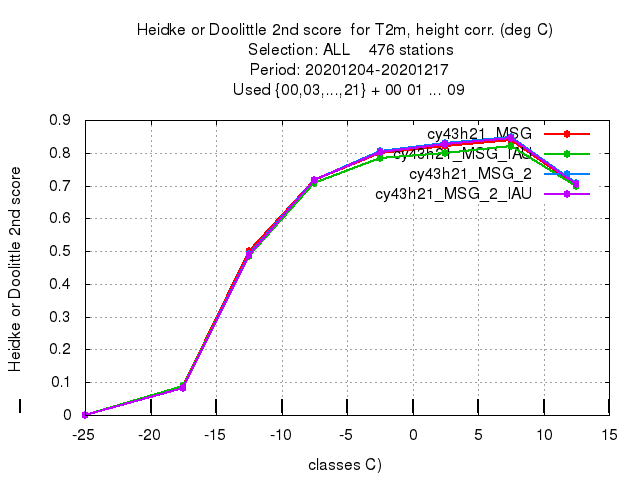 Heidke or Doolittle 2nd score for T2m, height corr. (deg C)
Selection: ALL 476 stations
Period: 20201204-20201217
Used {00,03,...,21} + 00 01 ... 09
cy43h21_MSG
cy43h21_MSG_IAU
cy43h21_MSG_2
cy43h21_MSG_2_IAU
Heidke or Doolittle 2nd score
0.9
0.8
0.7
0.6
0.5
0.4
0.3
0.2
0.1
0
-25 -20 -15 -10 -5 0 5 10 15
classes C)